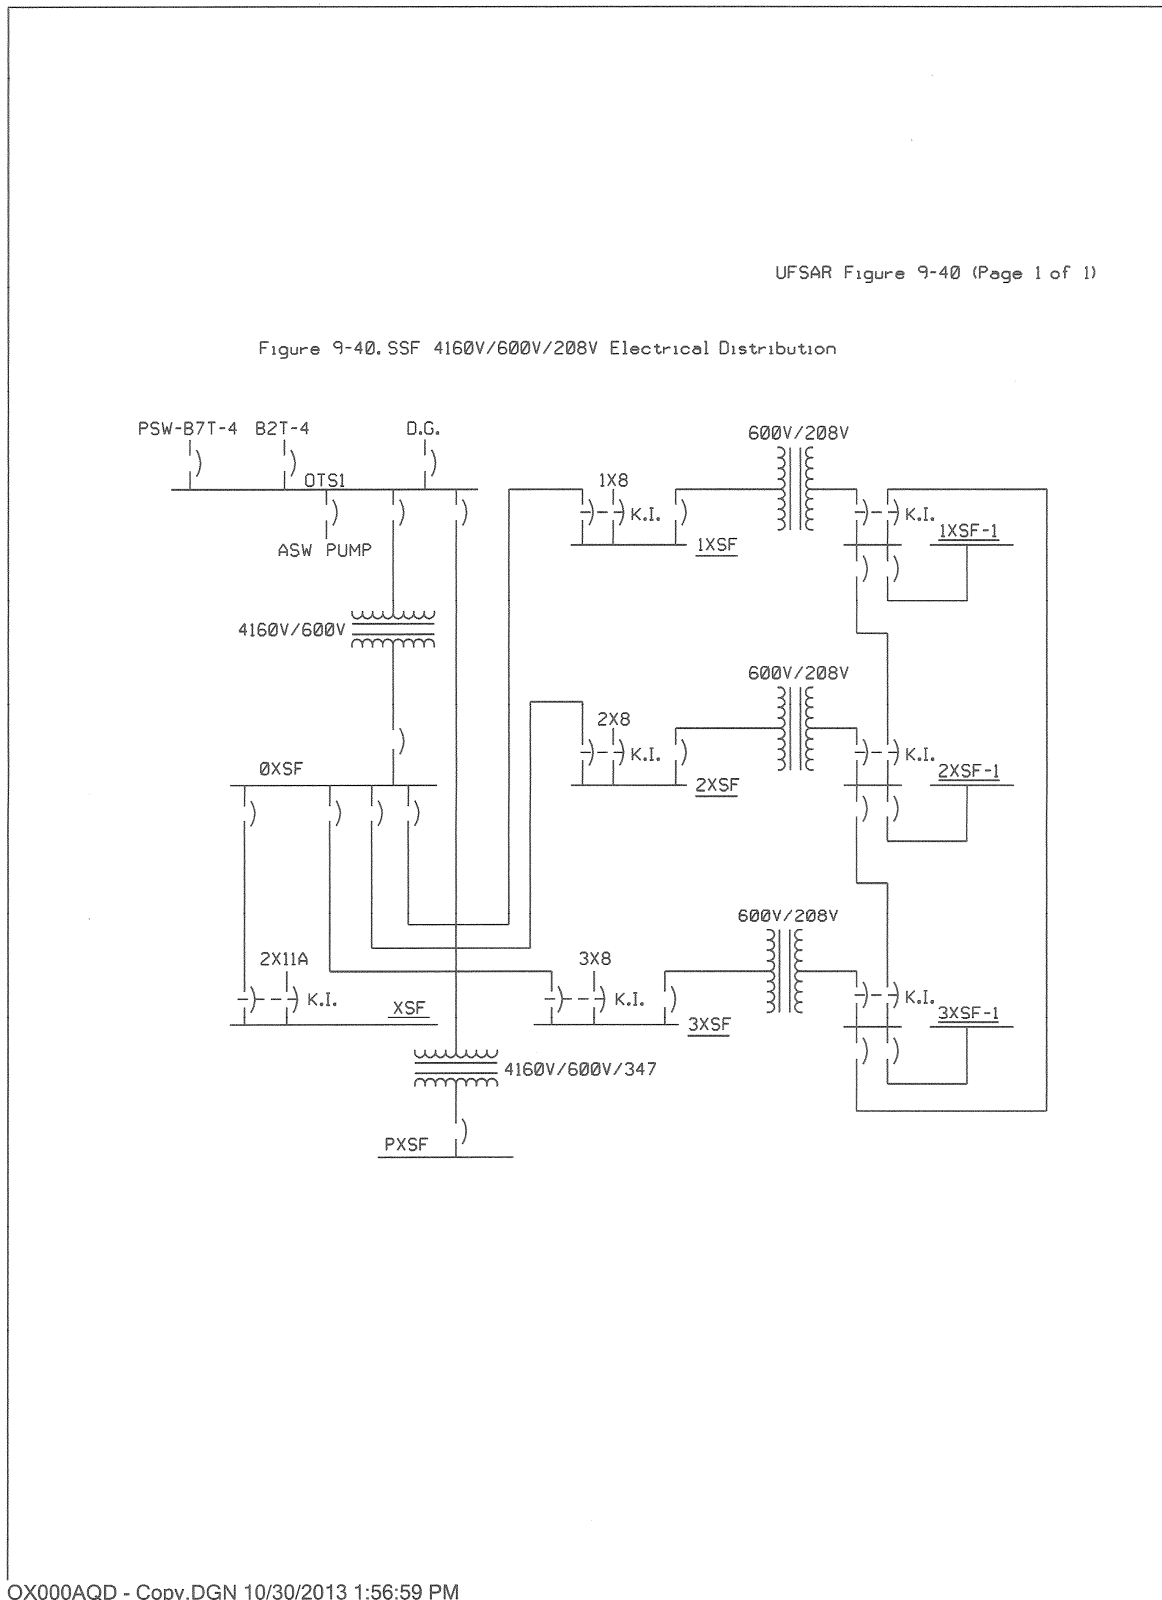 UFSAR Figure 9-40 (Page 1 of 1)
Figure 9-40. SSF 4160V/600V/208V Electrical Distribution
PSW-B7T-4
B2T-4
D.G.
OTS1
ASW PUMP
4160V/600V
ØXSF
2X11A
K.I.
XSF
4160V/600V/347
PXSF
1X8
K.I.
1XSF
600V/208V
K.I.
1XSF-1
2X8
K.I.
2XSF
600V/208V
K.I.
2XSF-1
3X8
K.I.
3XSF
600V/208V
K.I.
3XSF-1
OX000AQD - Copy.DGN 10/30/2013 1:56:59 PM